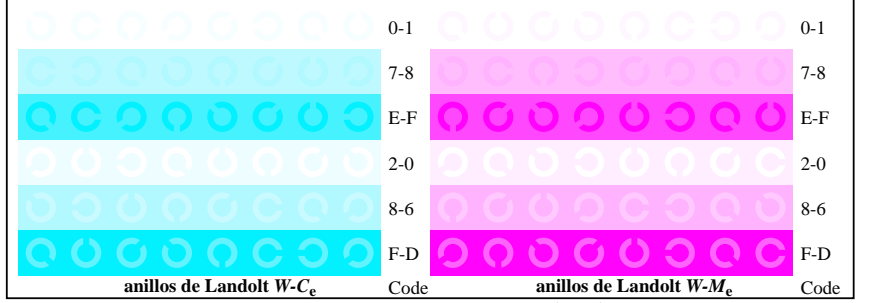 0-1 0-1
7-8 7-8
E-F E-F
2-0 2-0
8-6 8-6
F-D F-D
anillos de Landolt W-Ce Code anillos de Landolt W-Me Code